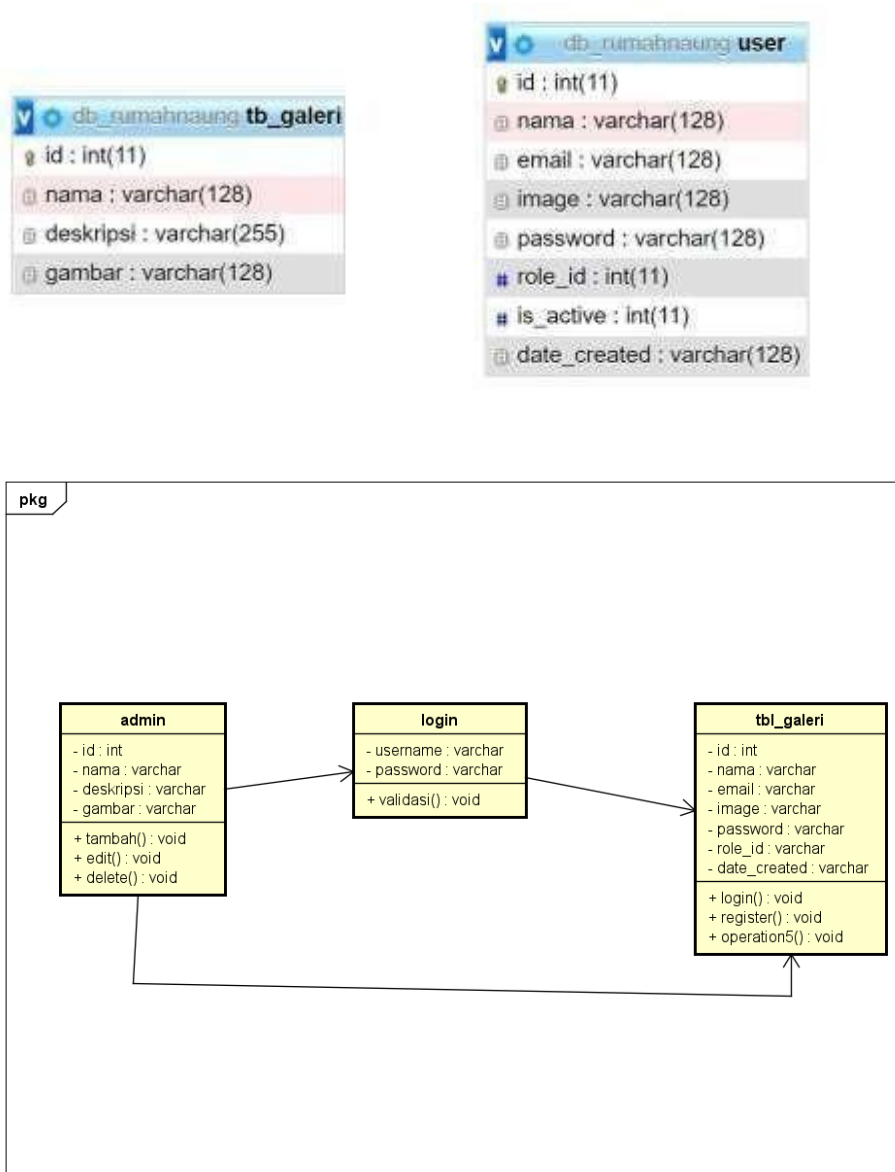 db_rumahnaung tb_galeri
id : int(11)
nama : varchar(128)
deskripsi : varchar(255)
gambar : varchar(128)
db_rumahnaung user
id : int(11)
nama : varchar(128)
email : varchar(128)
image : varchar(128)
password : varchar(128)
# role_id : int(11)
# is_active : int(11)
date_created : varchar(128)
pkg
admin
- id : int
- nama : varchar
- deskripsi : varchar
- gambar : varchar
+ tambah() : void
+ edit() : void
+ delete() : void
login
- username : varchar
- password : varchar
+ validasi() : void
tbl_galeri
- id : int
- nama : varchar
- email : varchar
- image : varchar
- password : varchar
- role_id : varchar
- date_created : varchar
+ login() : void
+ register() : void
+ operation5() : void